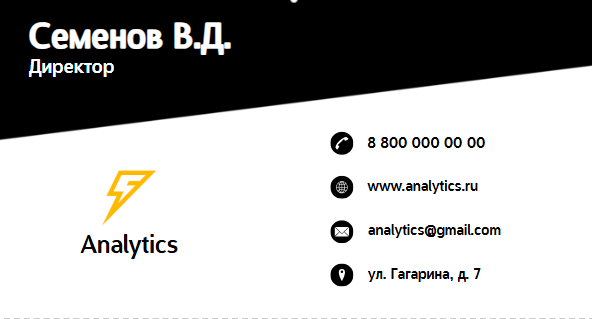 Семенов В.Д.
Директор
8 800 000 00 00
www.analytics.ru
analytics@gmail.com
ул. Гагарина, д. 7
Analytics